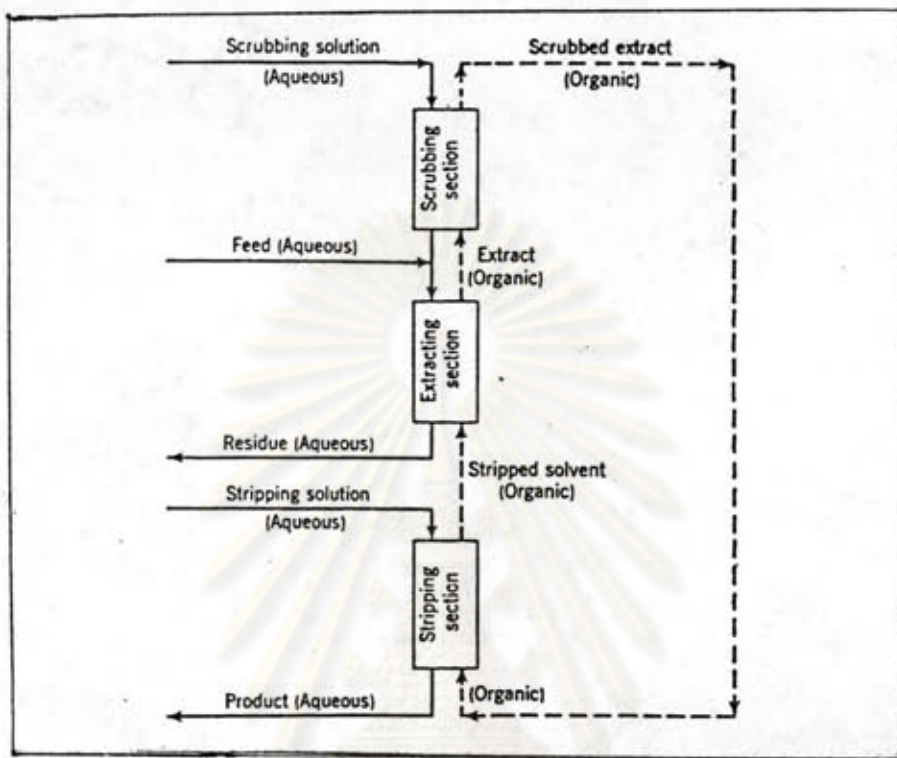 Scrubbing solution
(Aqueous)
Scrubbed extract
(Organic)
Scrubbing
section
Feed (Aqueous)
Extract
(Organic)
Extracting
section
Residue (Aqueous)
Stripped solvent
(Organic)
Stripping solution
(Aqueous)
Stripping
section
(Organic)
Product (Aqueous)